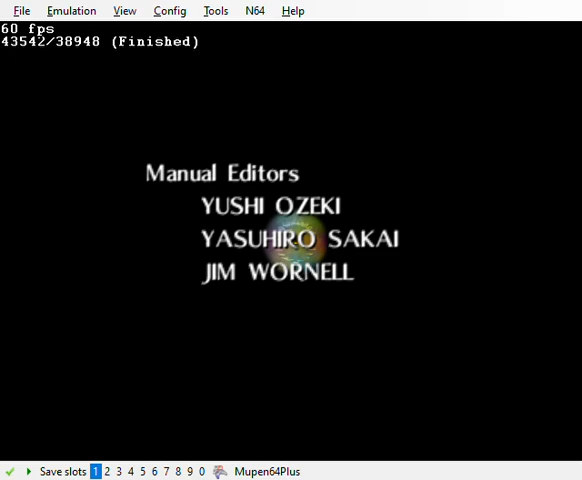 File Emulation View Config Tools N64 Help
60 fps
43542/38948 (Finished)
Manual Editors
YUSHI OZEKI
YASUHIRO SAKAI
JIM WORNELL
Save slots 1 2 3 4 5 6 7 8 9 0 Mupen64Plus